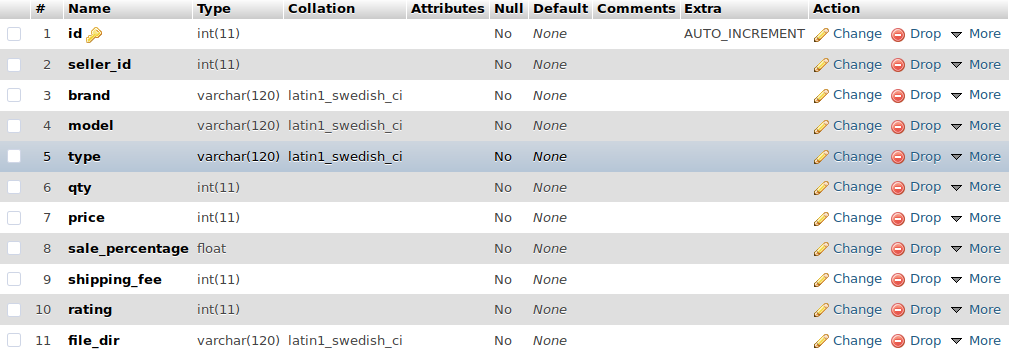 # Name Type Collation Attributes Null Default Comments Extra Action
1 id int(11) No None AUTO_INCREMENT Change Drop More
2 seller_id int(11) No None Change Drop More
3 brand varchar(120) latin1_swedish_ci No None Change Drop More
4 model varchar(120) latin1_swedish_ci No None Change Drop More
5 type varchar(120) latin1_swedish_ci No None Change Drop More
6 qty int(11) No None Change Drop More
7 price int(11) No None Change Drop More
8 sale_percentage float No None Change Drop More
9 shipping_fee int(11) No None Change Drop More
10 rating int(11) No None Change Drop More
11 file_dir varchar(120) latin1_swedish_ci No None Change Drop More